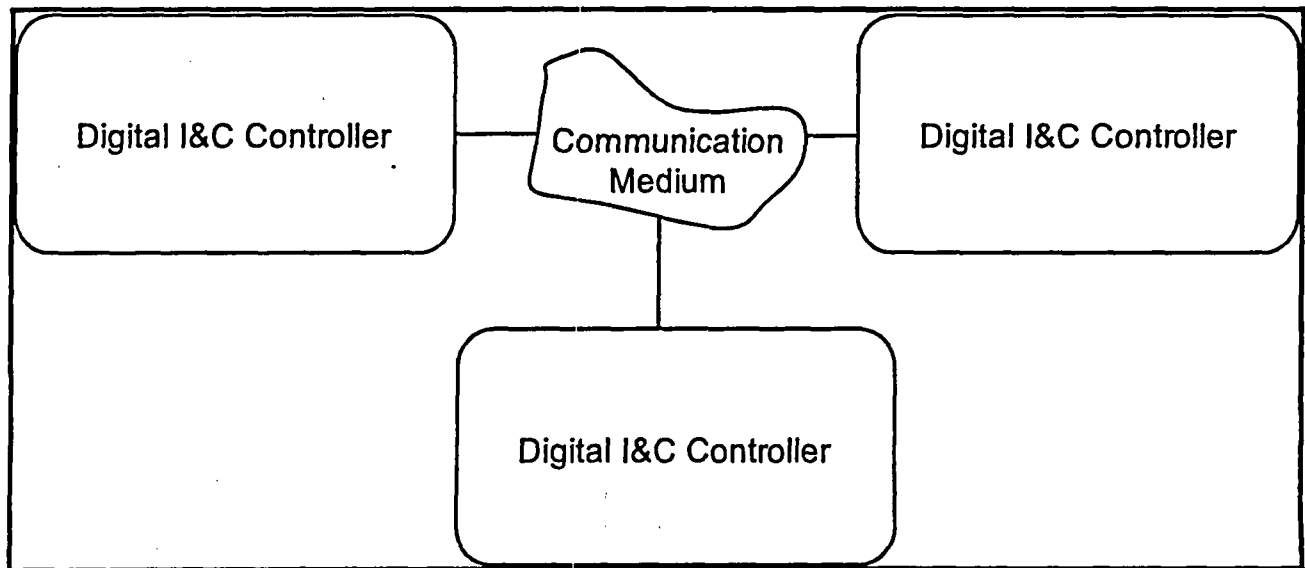 Digital I&C Controller
Communication
Medium
Digital I&C Controller
Digital I&C Controller